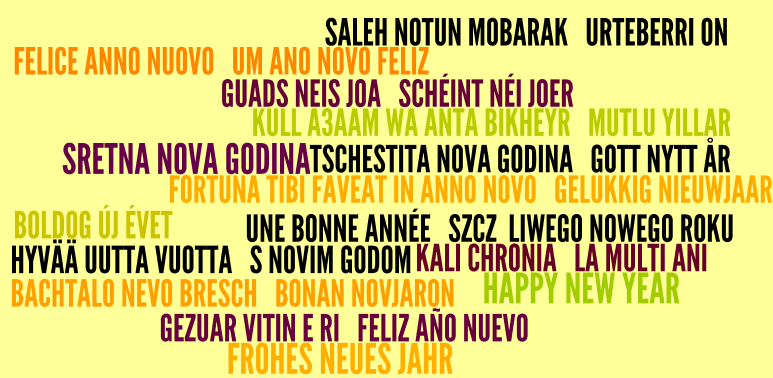 SALEH NOTUN MOBARAK URTEBERRI ON
FELICE ANNO NUOVO UM ANO NOVO FELIZ
GUADS NEIS JOA SCHÉINT NÉI JOER
KULL A3AAM WA ANTA BIKHEYR MUTLU YILLAR
SRETNA NOVA GODINA TSCHESTITA NOVA GODINA GOTT NYTT ÅR
FORTUNA TIBI FAVEAT IN ANNO NOVO GELUKKIG NIEUWJAAR
BOLDOG ÚJ ÉVET UNE BONNE ANNÉE SZCZ LIWEGO NOWEGO ROKU
HYVÄÄ UUTTA VUOTTA S NOVIM GODOM KALI CHRONIA LA MULTI ANI
BACHTALO NEVO BRESCH BONAN NOVJARON HAPPY NEW YEAR
GEZUAR VITIN E RI FELIZ AÑO NUEVO
FROHES NEUES JAHR